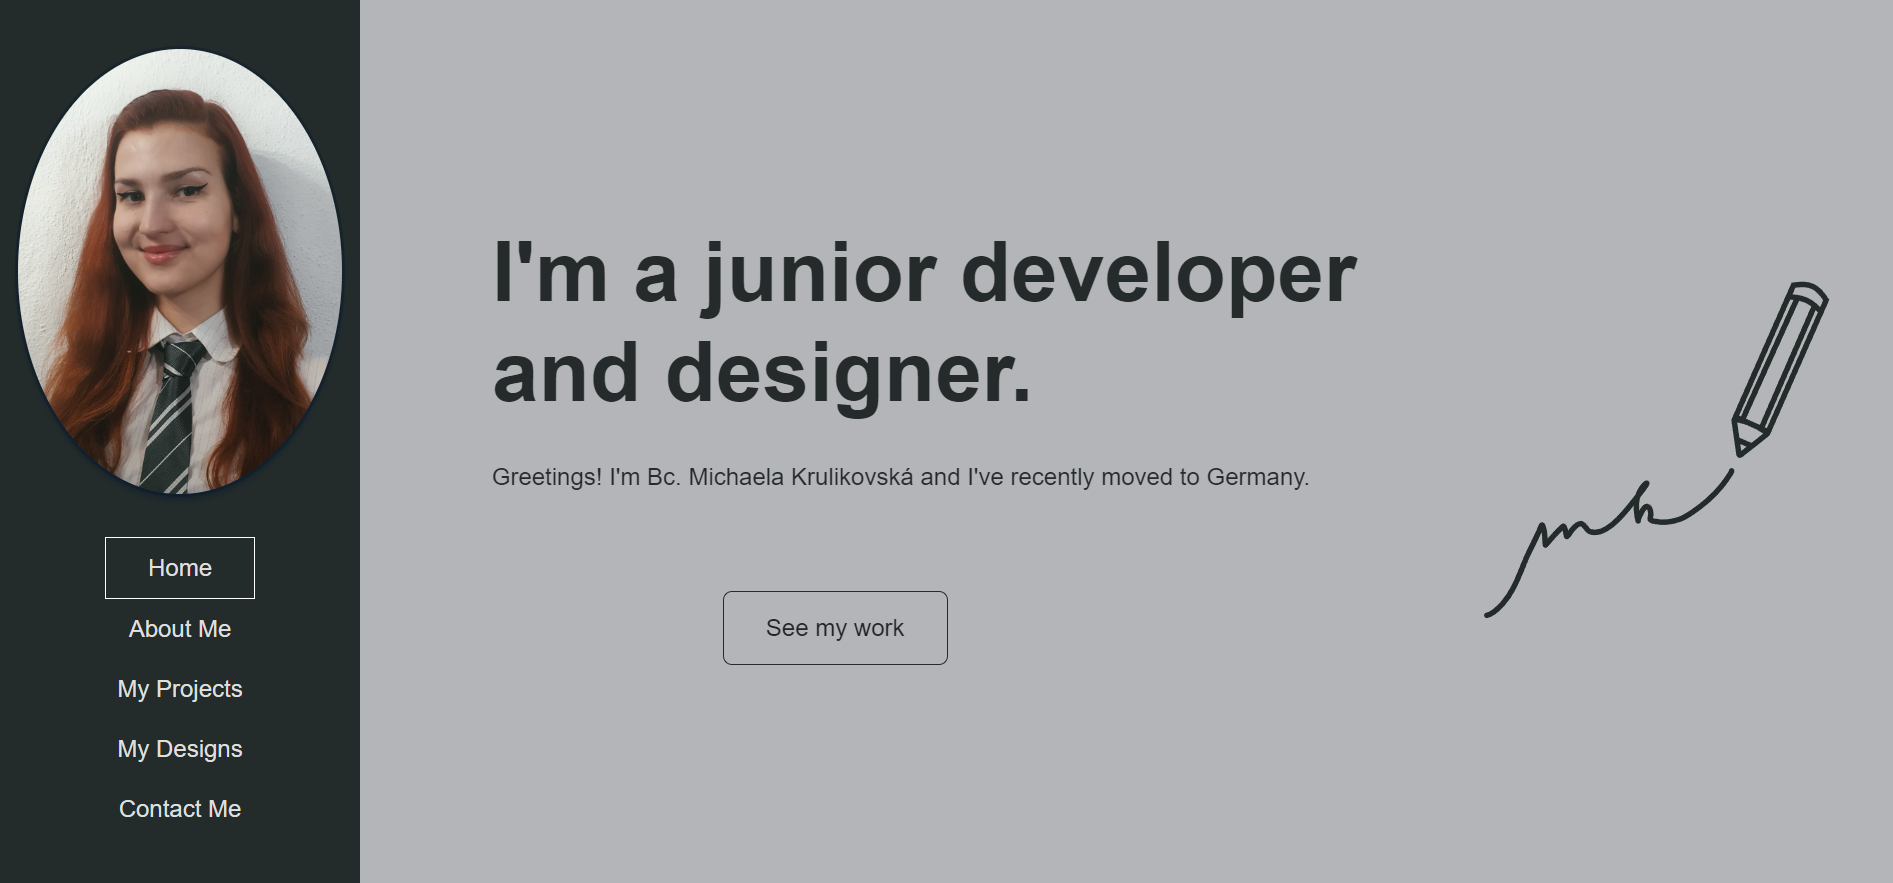 Home
About Me
My Projects
My Designs
Contact Me
I'm a junior developer
and designer.
Greetings! I'm Bc. Michaela Krulikovská and I've recently moved to Germany.
See my work
mk